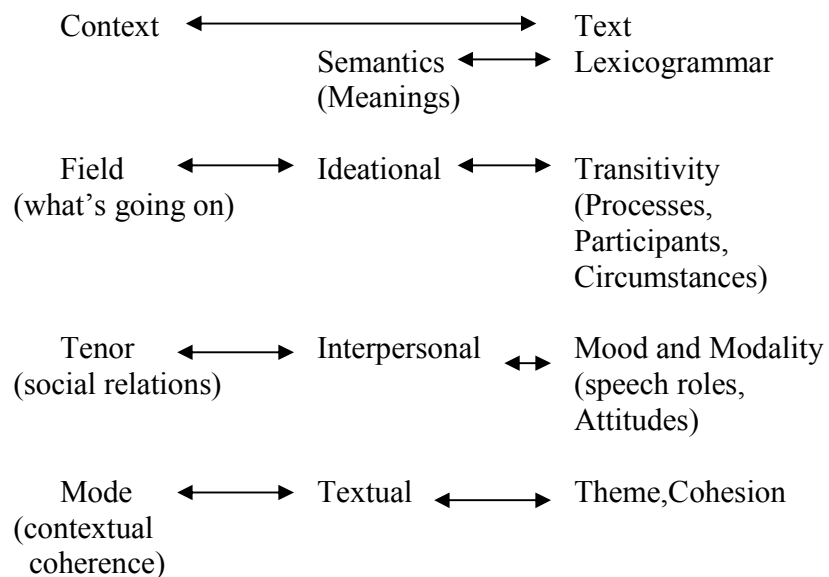 Context Text
Semantics Lexicogrammar
(Meanings)
Field Ideational Transitivity
(what's going on) (Processes,
Participants,
Circumstances)
Tenor Interpersonal Mood and Modality
(social relations) (speech roles,
Attitudes)
Mode Textual Theme,Cohesion
(contextual
coherence)